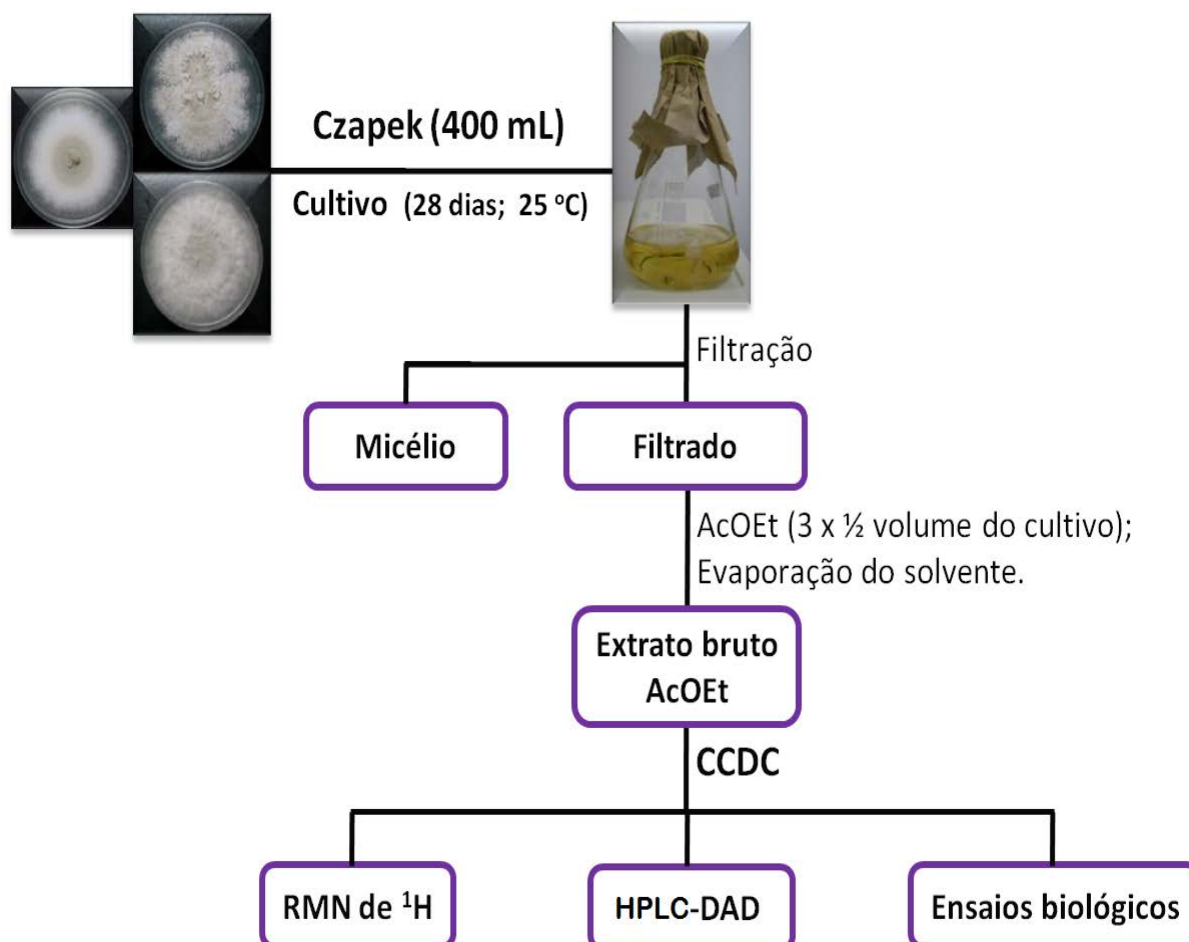 Czapek (400 mL)
Cultivo (28 dias; 25 °C)
Filtração
Micélio
Filtrado
AcOEt (3 x ½ volume do cultivo);
Evaporação do solvente.
Extrato bruto
AcOEt
CCDC
RMN de ¹H
HPLC-DAD
Ensaios biológicos